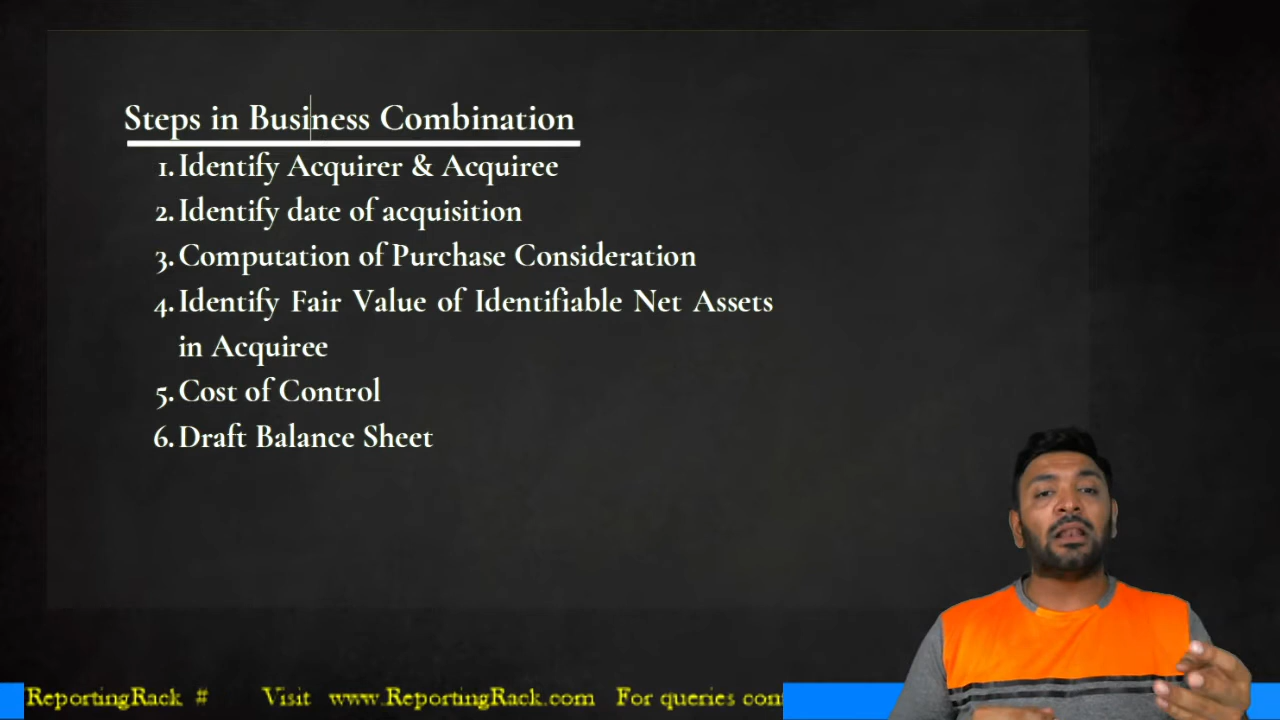 Steps in Business Combination
1. Identify Acquirer & Acquiree
2. Identify date of acquisition
3. Computation of Purchase Consideration
4. Identify Fair Value of Identifiable Net Assets
in Acquiree
5. Cost of Control
6. Draft Balance Sheet
ReportingRack # Visit www.ReportingRack.com For queries